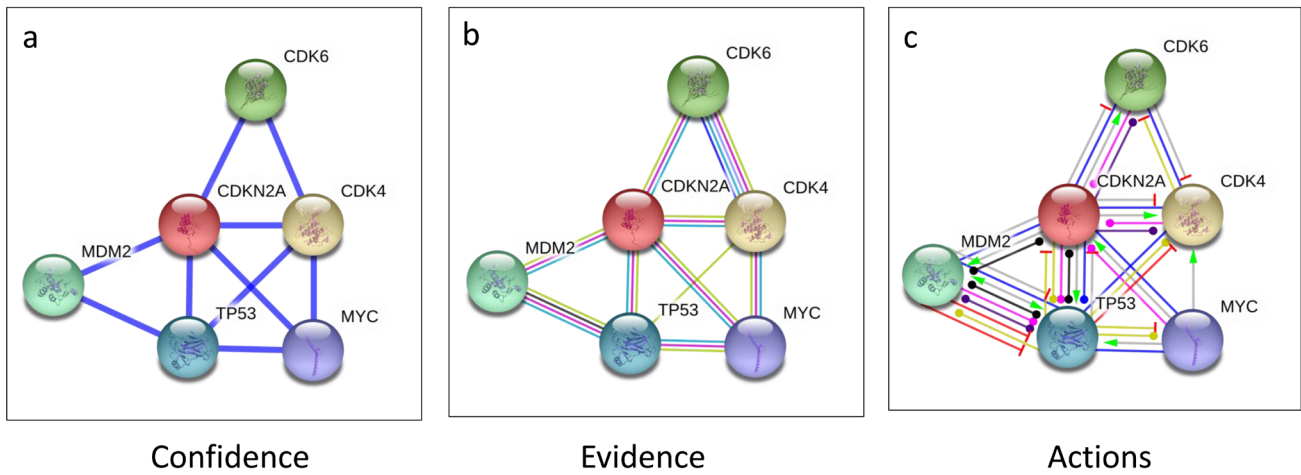 a
CDK6
CDKN2A
CDK4
MDM2
TP53
MYC
Confidence
b
CDK6
CDKN2A
CDK4
MDM2
TP53
MYC
Evidence
c
CDK6
CDKN2A
CDK4
MDM2
TP53
MYC
Actions